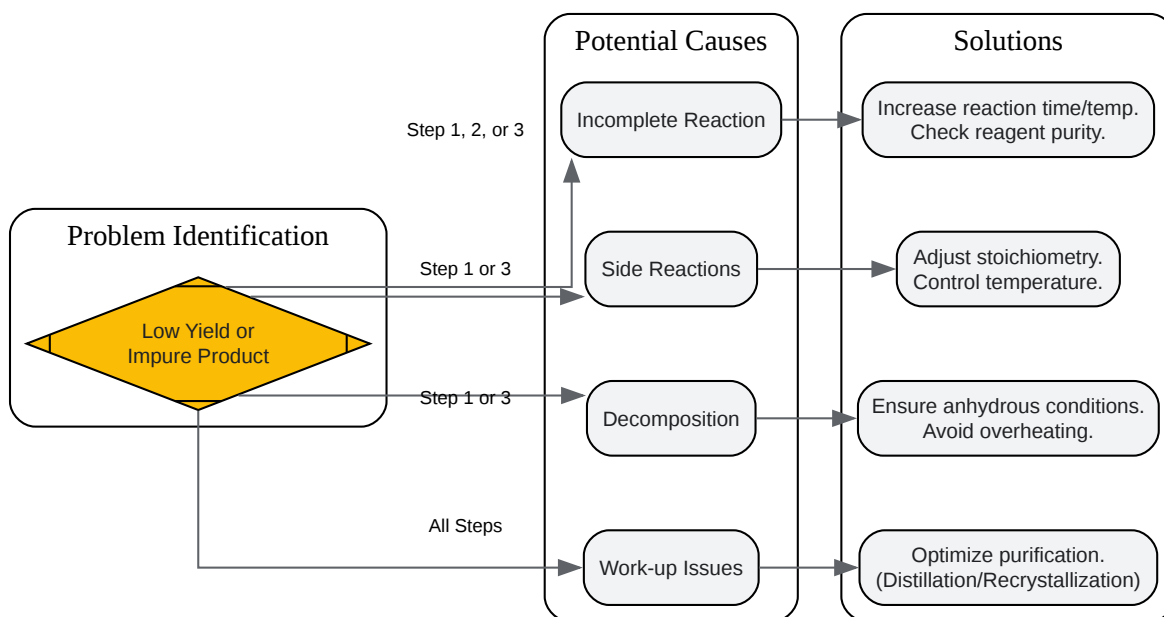 Potential Causes
Solutions
Problem Identification
Low Yield or
Impure Product
Step 1, 2, or 3
Incomplete Reaction
Increase reaction time/temp.
Check reagent purity.
Step 1 or 3
Side Reactions
Adjust stoichiometry.
Control temperature.
Step 1 or 3
Decomposition
Ensure anhydrous conditions.
Avoid overheating.
All Steps
Work-up Issues
Optimize purification.
(Distillation/Recrystallization)